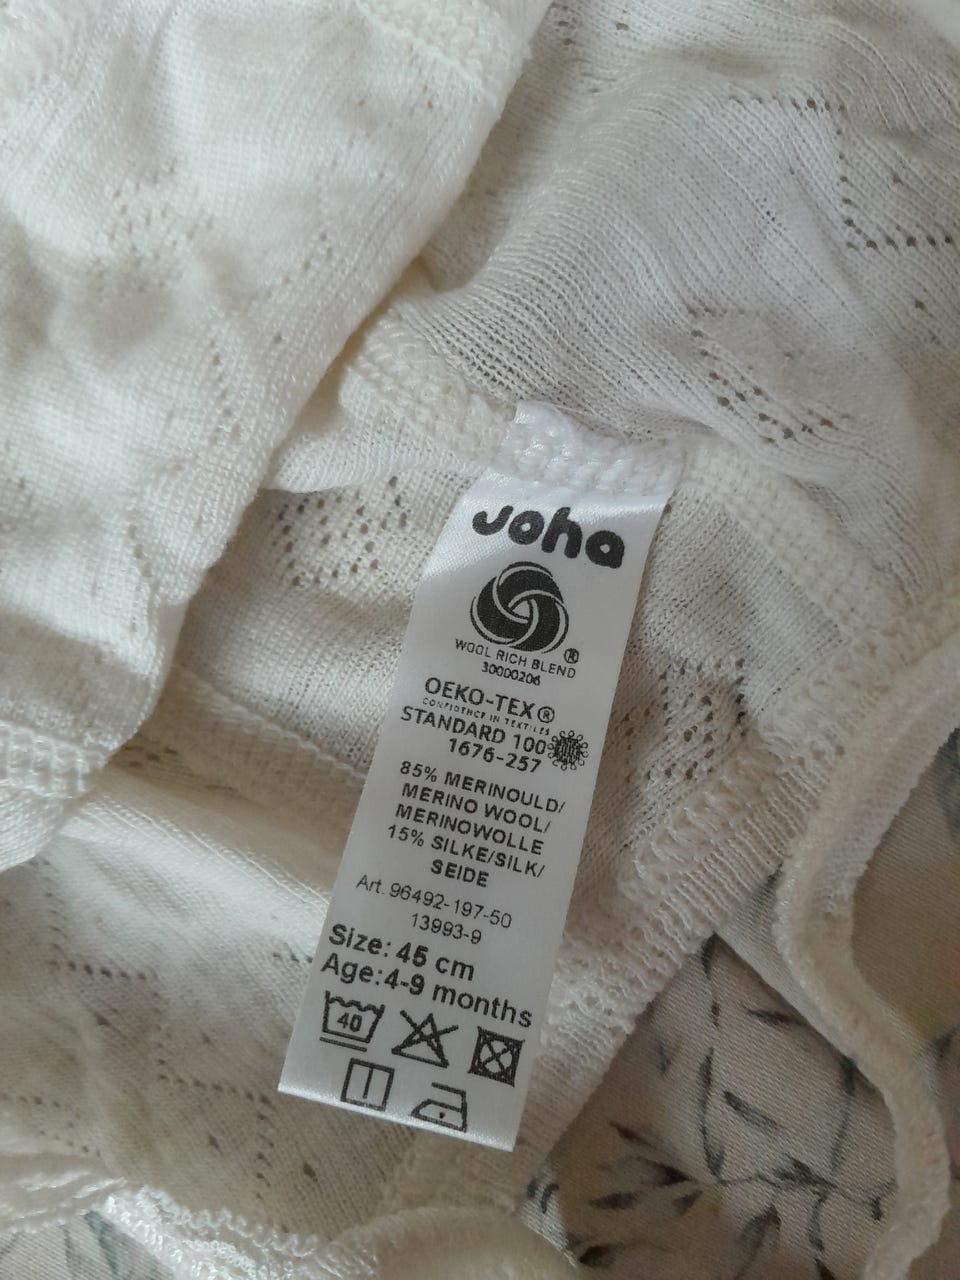 joha
WOOL RICH BLEND ®
30000206
OEKO-TEX®
CONFIDENCE IN TEXTILES
STANDARD 100
1676-257
85% MERINOULD/
MERINO WOOL/
MERINOWOLLE
15% SILKE/SILK/
SEIDE
Art. 96492-197-50
13993-9
Size: 45 cm
Age:4-9 months
40